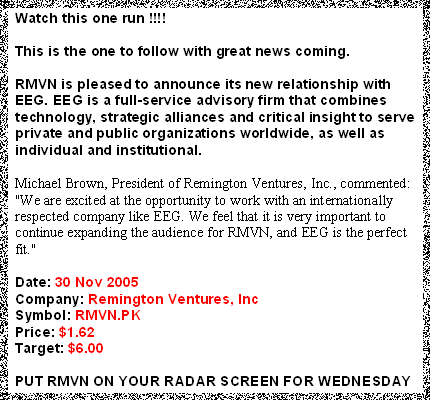 Watch this one run !!!!
This is the one to follow with great news coming.
RMVN is pleased to announce its new relationship with
EEG. EEG is a full-service advisory firm that combines
technology, strategic alliances and critical insight to serve
private and public organizations worldwide, as well as
individual and institutional.
Michael Brown, President of Remington Ventures, Inc., commented:
"We are excited at the opportunity to work with an internationally
respected company like EEG. We feel that it is very important to
continue expanding the audience for RMVN, and EEG is the perfect
fit."
Date: 30 Nov 2005
Company: Remington Ventures, Inc
Symbol: RMVN.PK
Price: $1.62
Target: $6.00
PUT RMVN ON YOUR RADAR SCREEN FOR WEDNESDAY